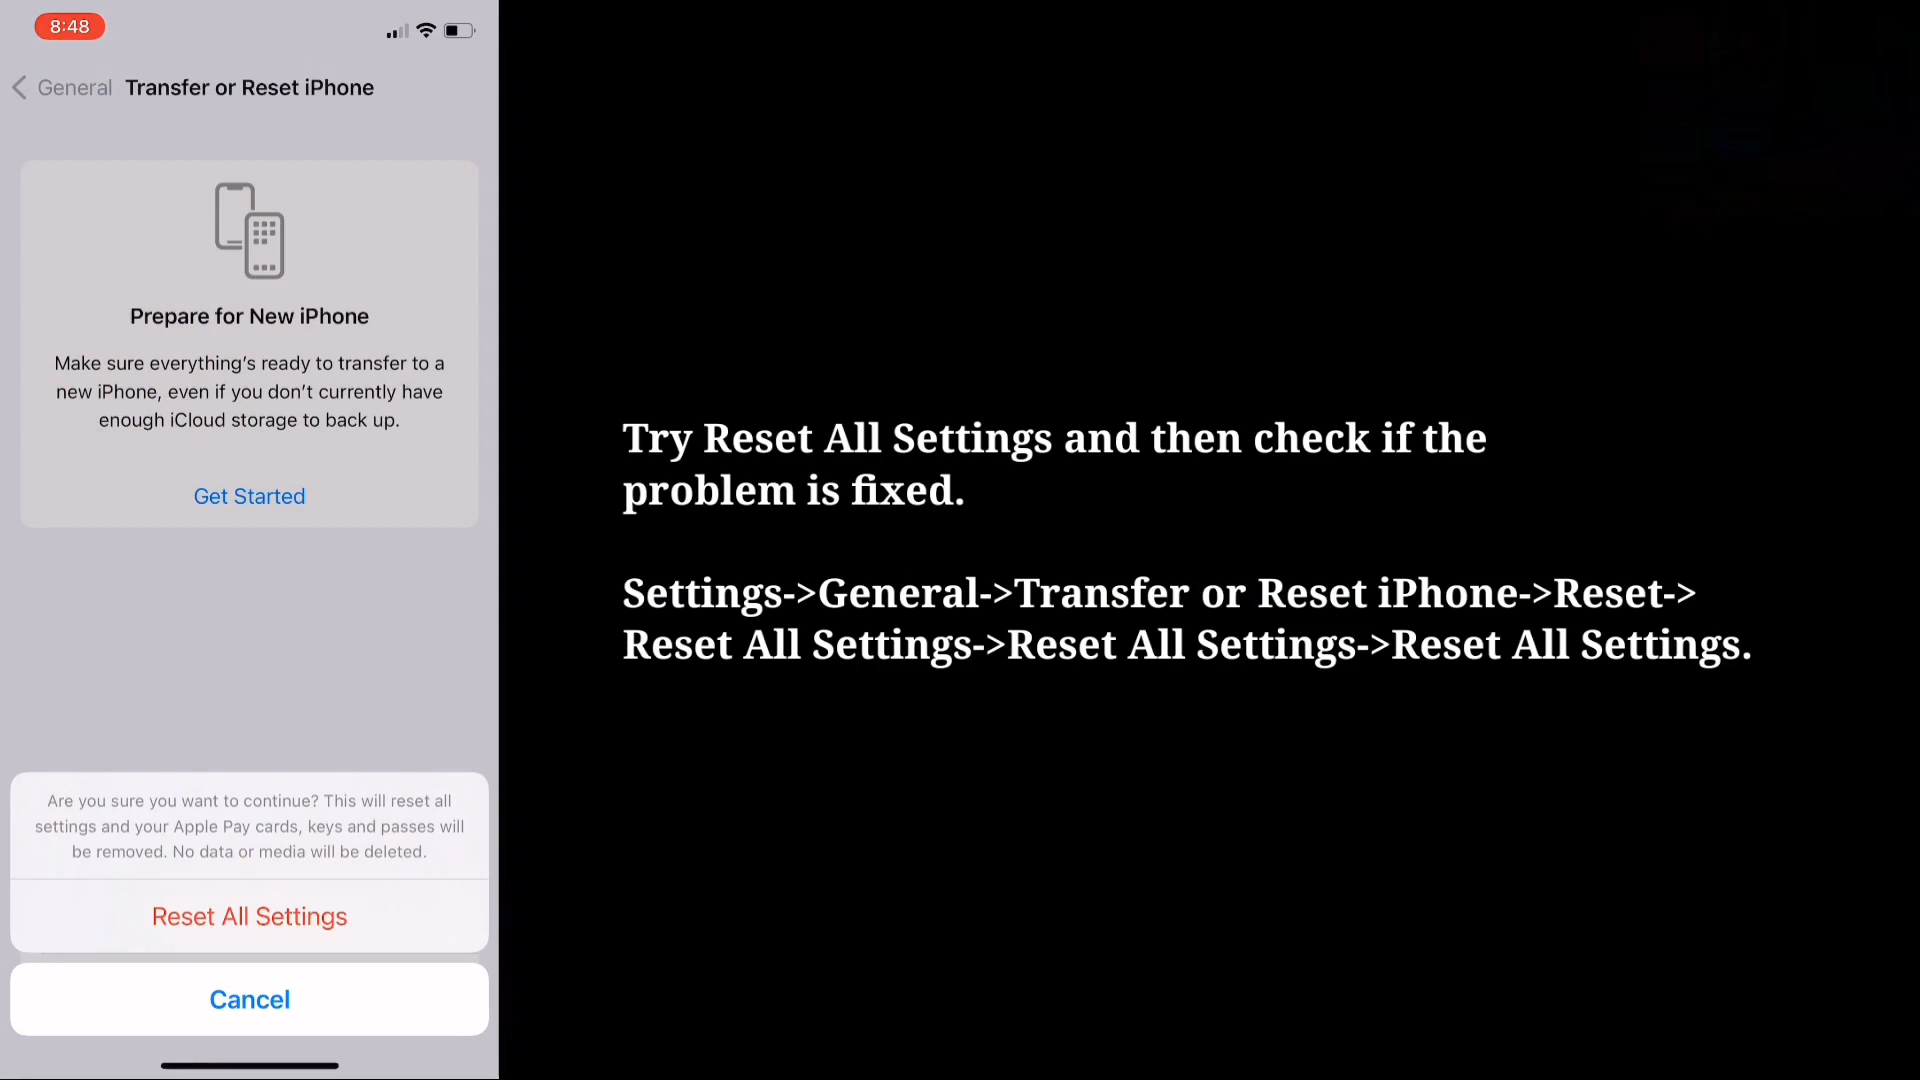 8:48
General Transfer or Reset iPhone
Prepare for New iPhone
Make sure everything’s ready to transfer to a
new iPhone, even if you don’t currently have
enough iCloud storage to back up.
Get Started
Are you sure you want to continue? This will reset all
settings and your Apple Pay cards, keys and passes will
be removed. No data or media will be deleted.
Reset All Settings
Cancel
Try Reset All Settings and then check if the
problem is fixed.
Settings->General->Transfer or Reset iPhone->Reset->
Reset All Settings->Reset All Settings->Reset All Settings.